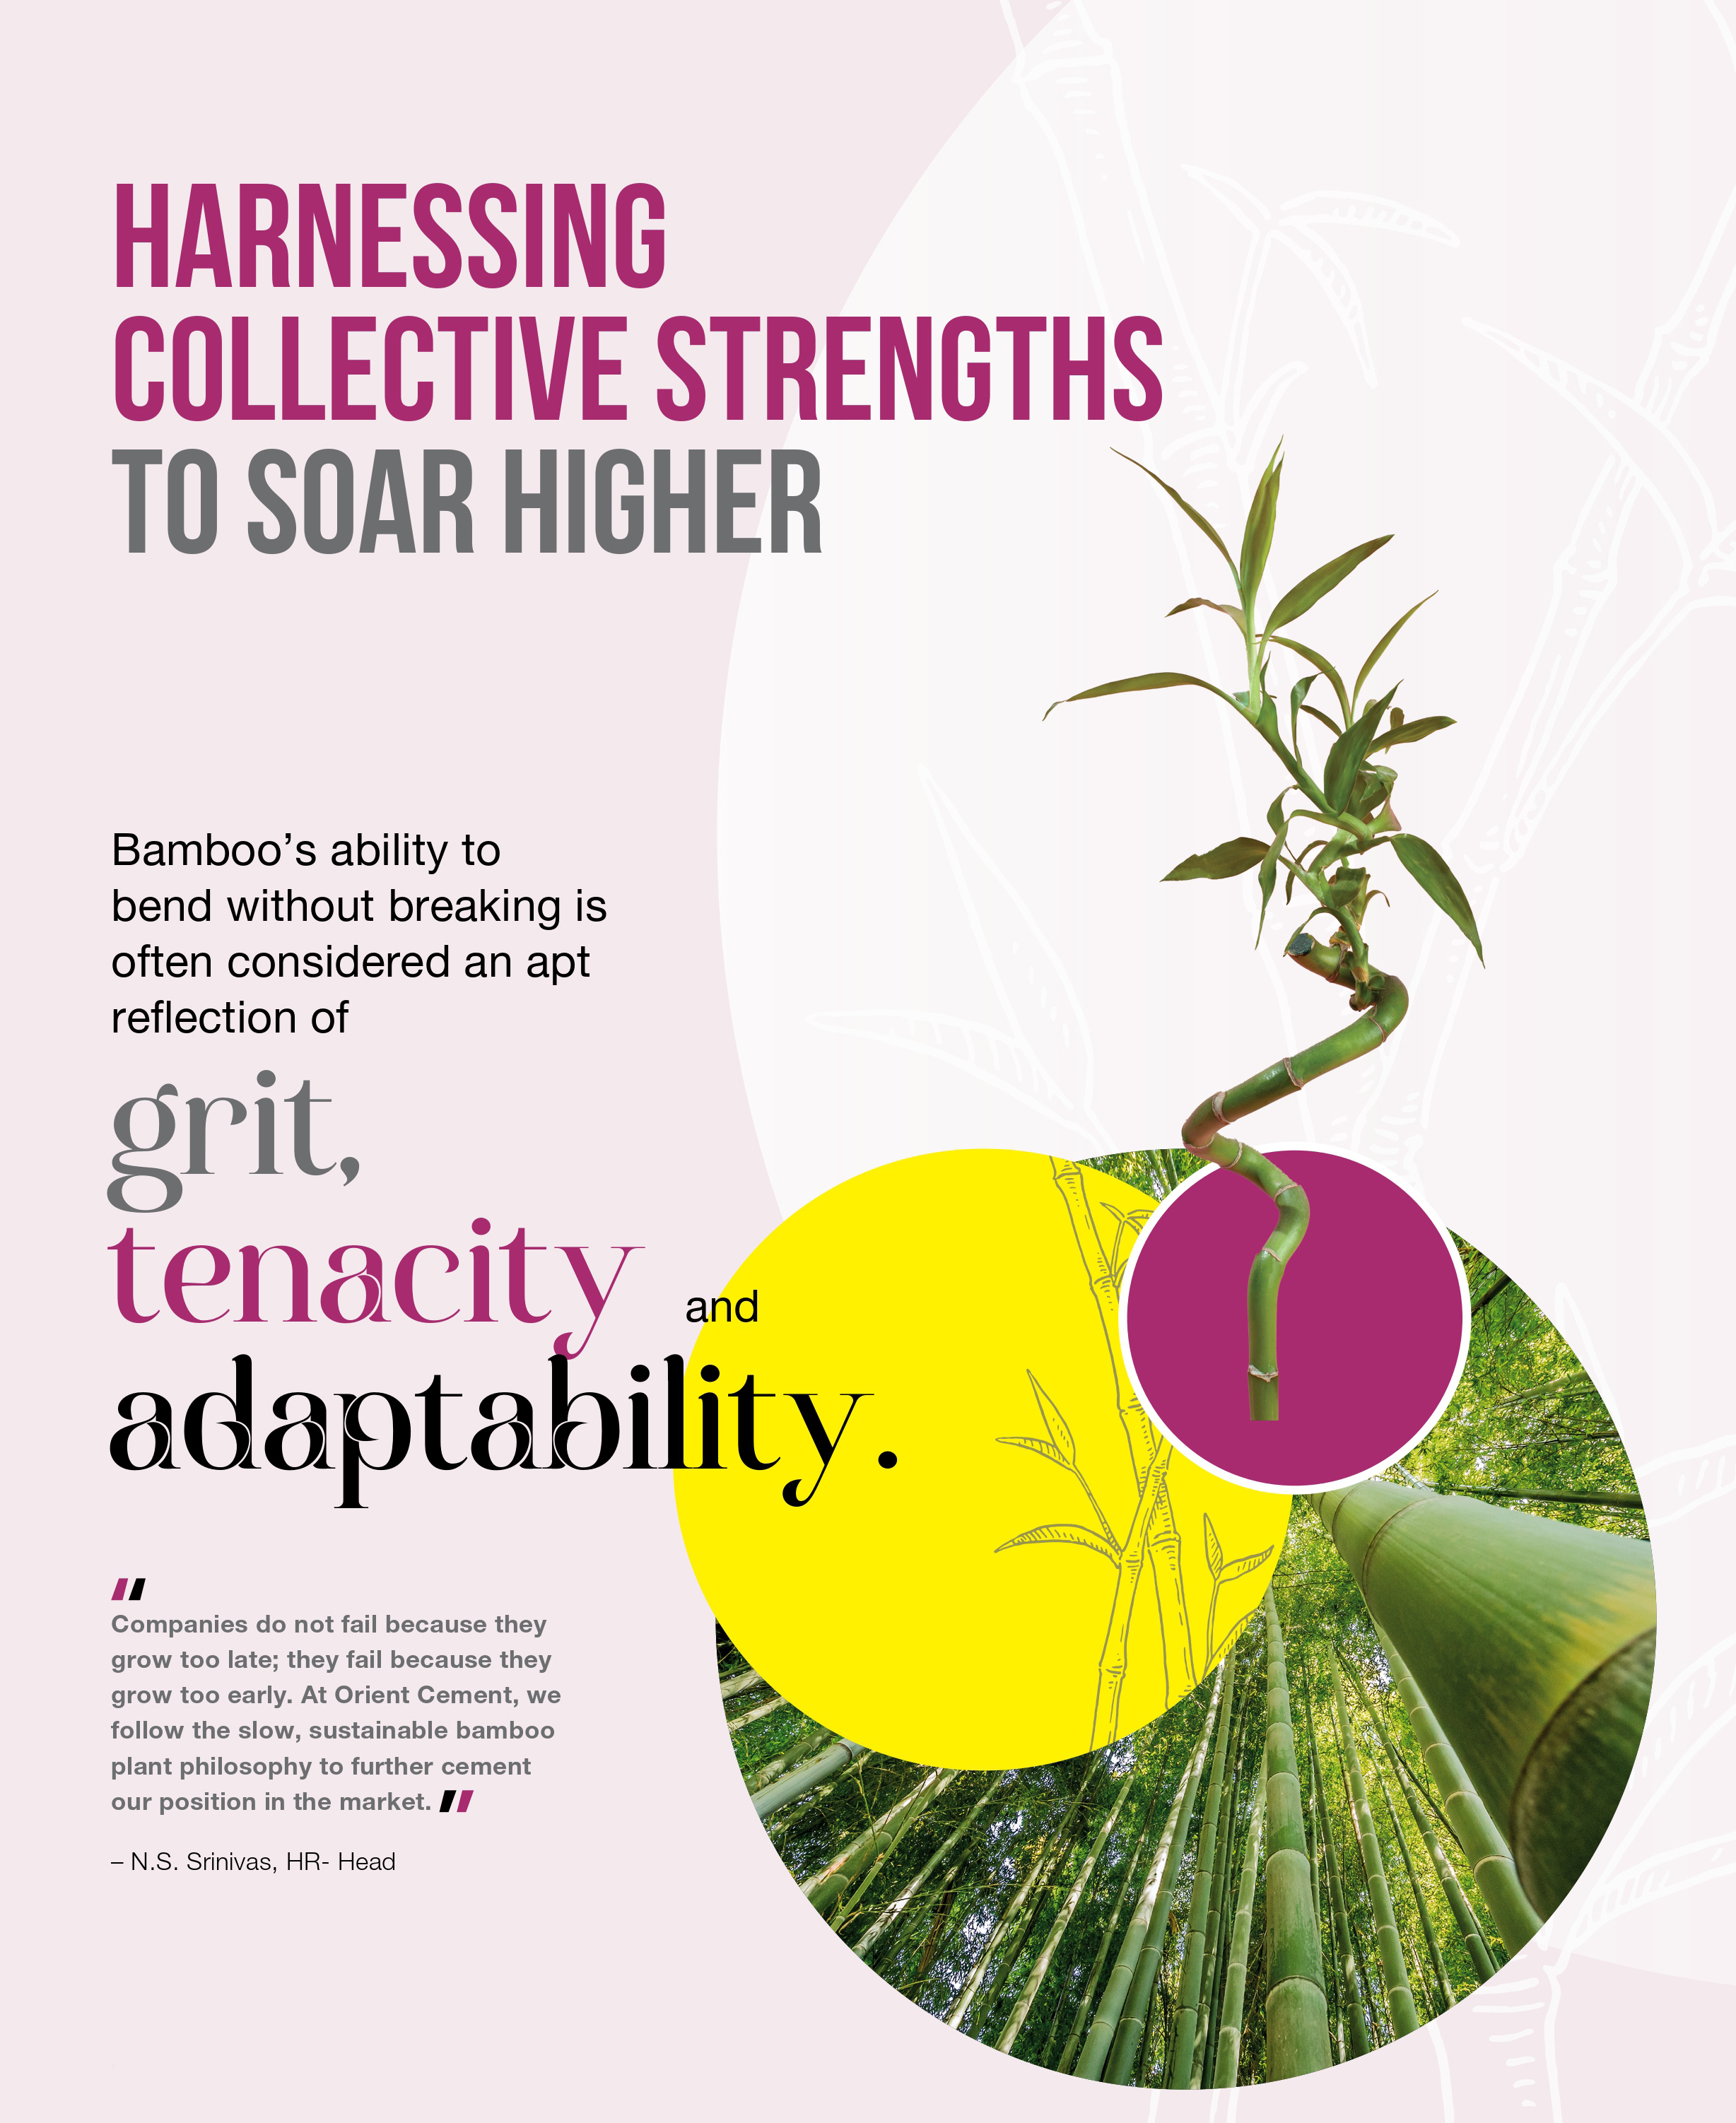 HARNESSING
COLLECTIVE STRENGTHS
TO SOAR HIGHER
Bamboo’s ability to
bend without breaking is
often considered an apt
reflection of
grit,
tenacity and
adaptability.
"
Companies do not fail because they
grow too late; they fail because they
grow too early. At Orient Cement, we
follow the slow, sustainable bamboo
plant philosophy to further cement
our position in the market. "
– N.S. Srinivas, HR- Head